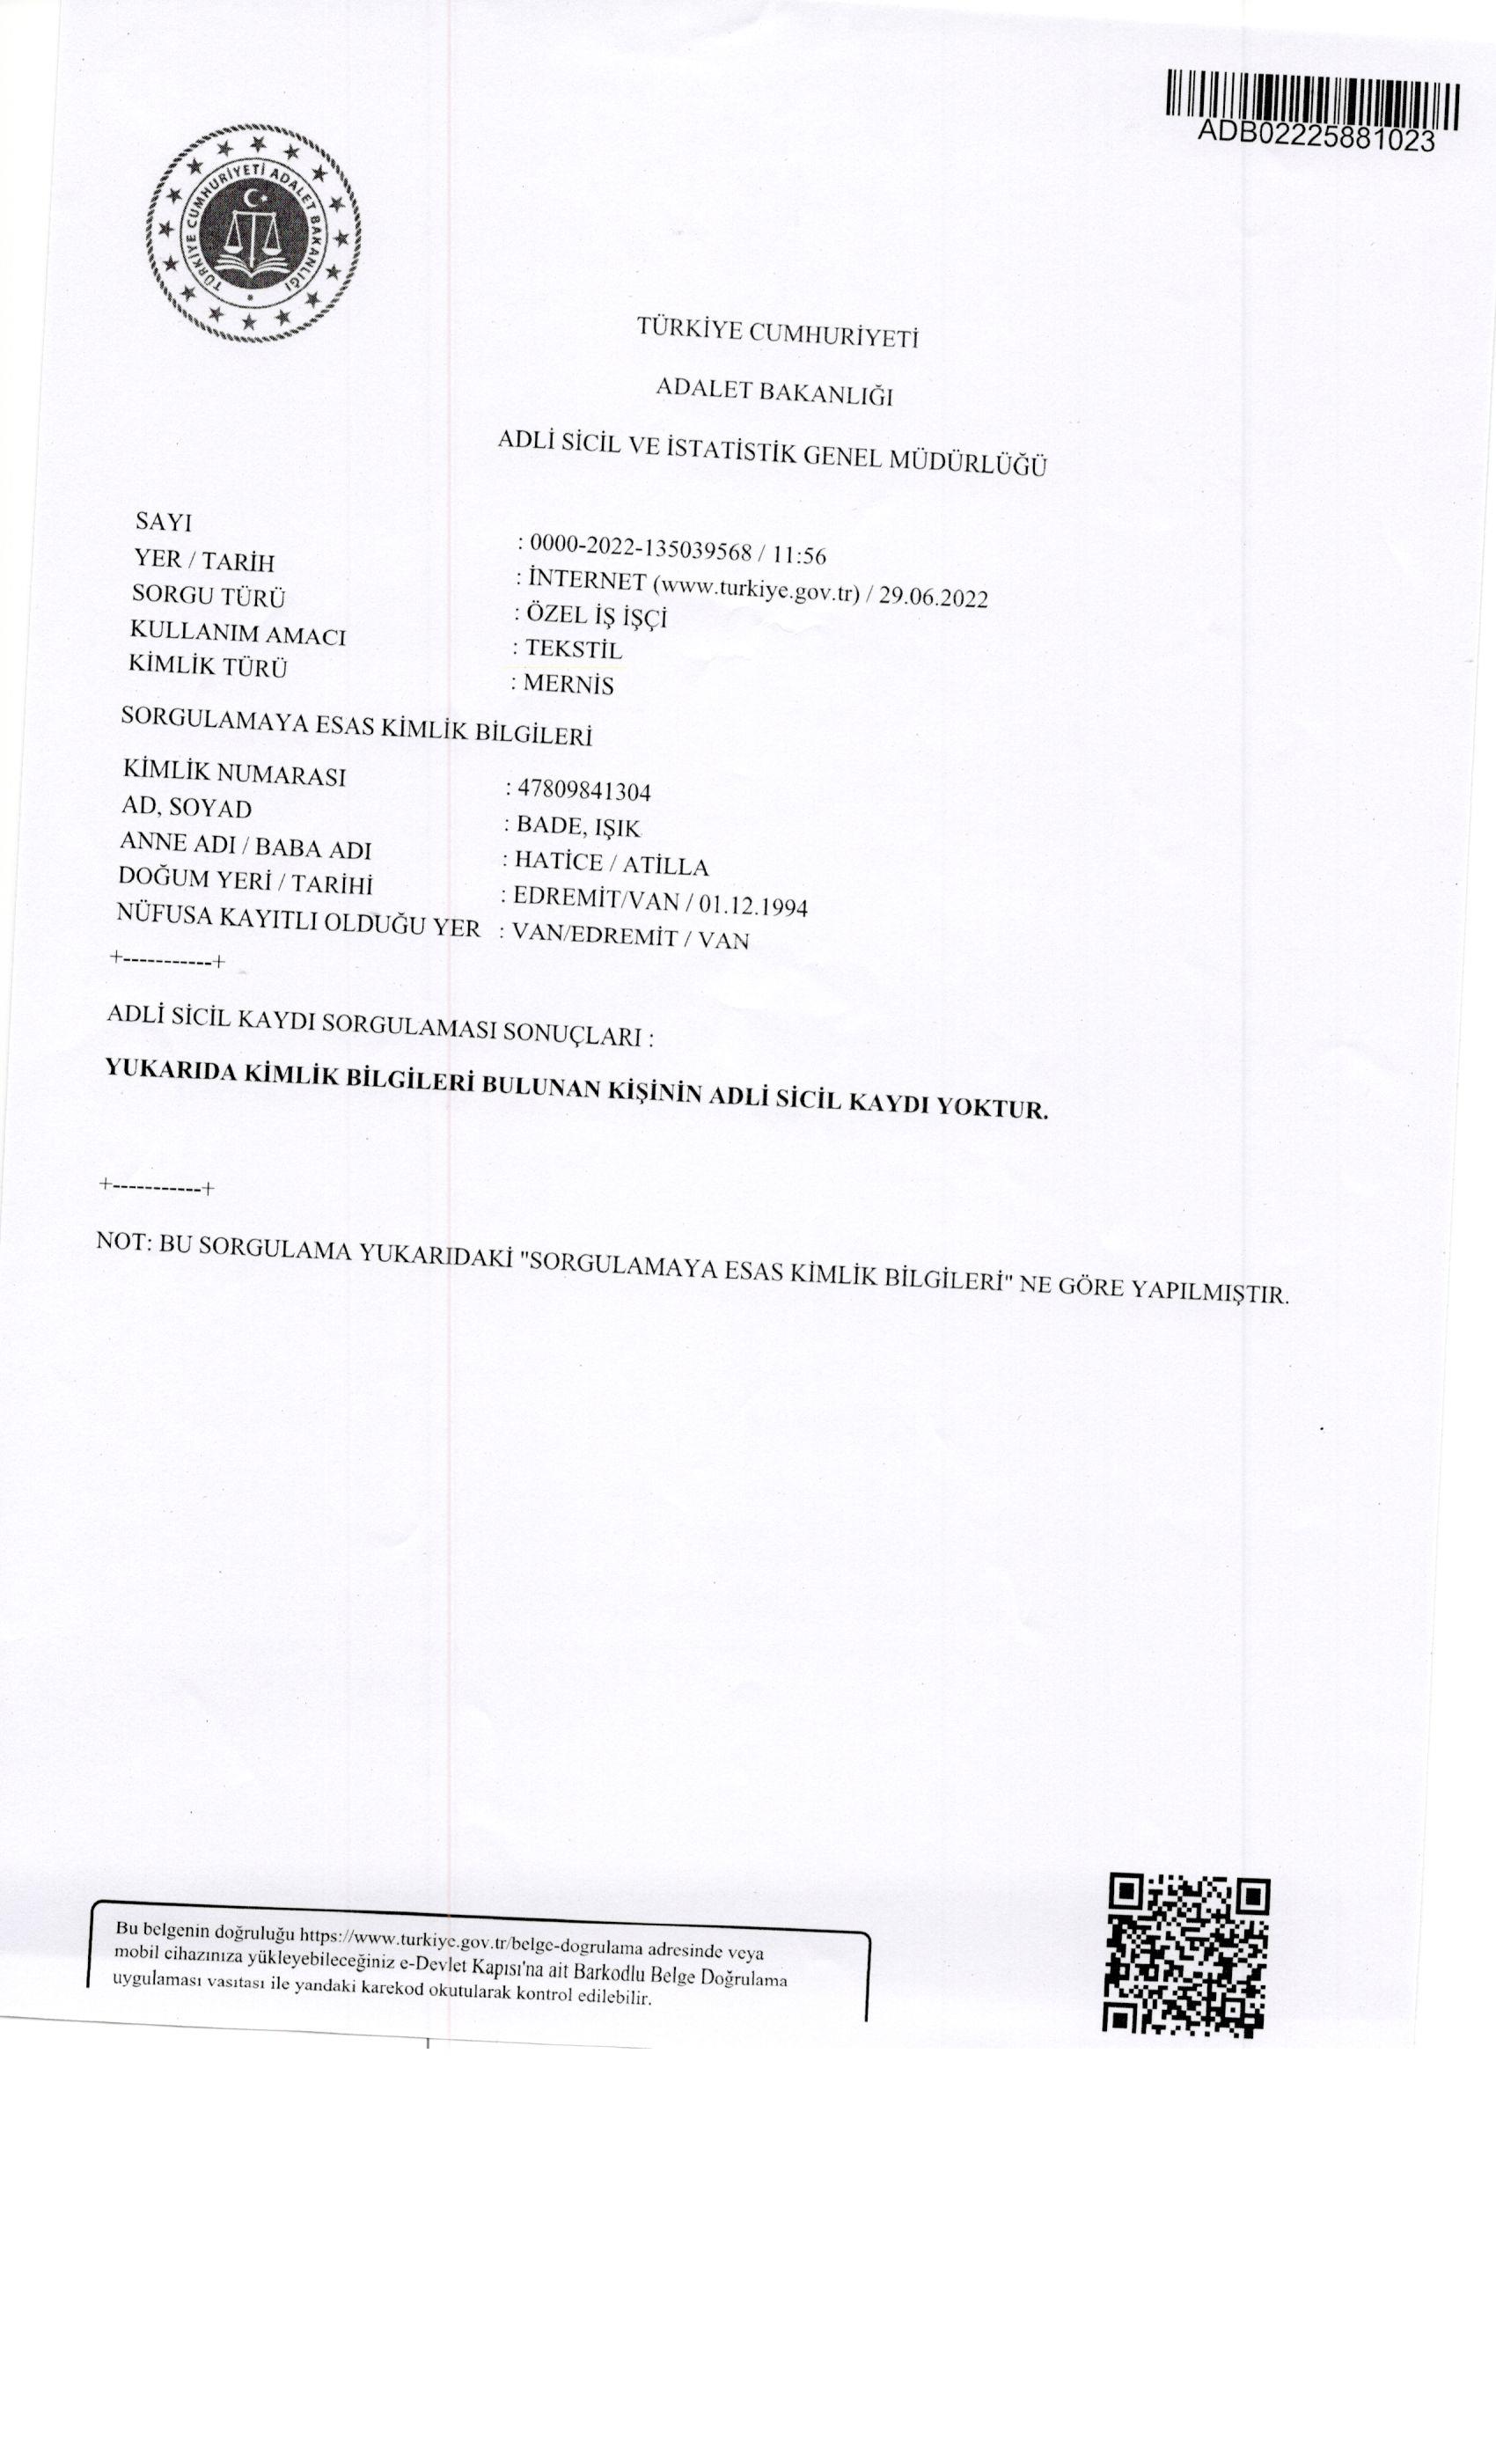 ADB02225881023
TÜRKİYE CUMHURİYETİ ADALET BAKANLIĞI
TÜRKİYE CUMHURİYETİ
ADALET BAKANLIĞI
ADLİ SİCİL VE İSTATİSTİK GENEL MÜDÜRLÜĞÜ
SAYI : 0000-2022-135039568 / 11:56
YER / TARİH : İNTERNET (www.turkiye.gov.tr) / 29.06.2022
SORGU TÜRÜ : ÖZEL İŞ İŞÇİ
KULLANIM AMACI : TEKSTİL
KİMLİK TÜRÜ : MERNİS
SORGULAMAYA ESAS KİMLİK BİLGİLERİ
KİMLİK NUMARASI : 47809841304
AD, SOYAD : BADE, IŞIK
ANNE ADI / BABA ADI : HATİCE / ATİLLA
DOĞUM YERİ / TARİHİ : EDREMİT/VAN / 01.12.1994
NÜFUSA KAYITLI OLDUĞU YER : VAN/EDREMİT / VAN
+-----------+
ADLİ SİCİL KAYDI SORGULAMASI SONUÇLARI :
YUKARIDA KİMLİK BİLGİLERİ BULUNAN KİŞİNİN ADLİ SİCİL KAYDI YOKTUR.
+-----------+
NOT: BU SORGULAMA YUKARIDAKİ "SORGULAMAYA ESAS KİMLİK BİLGİLERİ" NE GÖRE YAPILMIŞTIR.
Bu belgenin doğruluğu https://www.turkiye.gov.tr/belge-dogrulama adresinde veya
mobil cihazınıza yükleyebileceğiniz e-Devlet Kapısı'na ait Barkodlu Belge Doğrulama
uygulaması vasıtası ile yandaki karekod okutularak kontrol edilebilir.